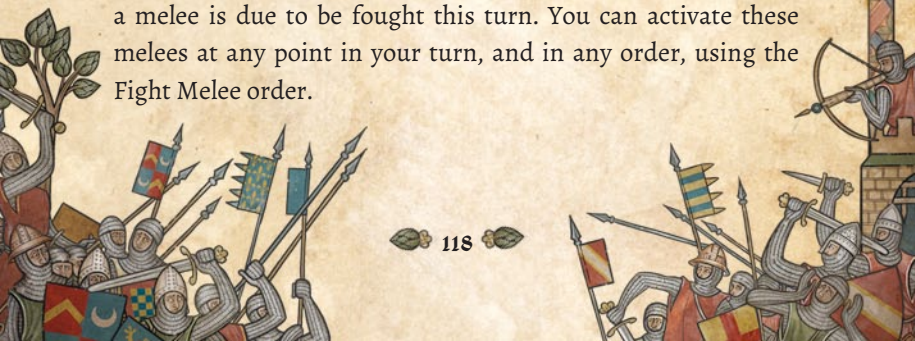 a melee is due to be fought this turn. You can activate these
melees at any point in your turn, and in any order, using the
Fight Melee order.
118